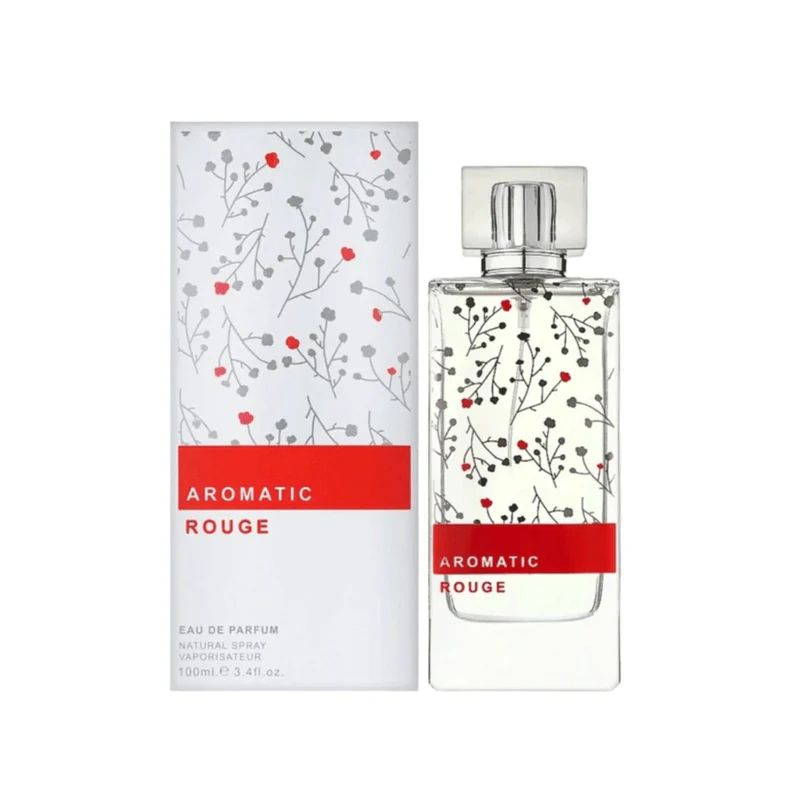 AROMATIC
ROUGE
EAU DE PARFUM
NATURAL SPRAY
VAPORISATEUR
100ml.℮ 3.4fl.oz.
AROMATIC
ROUGE